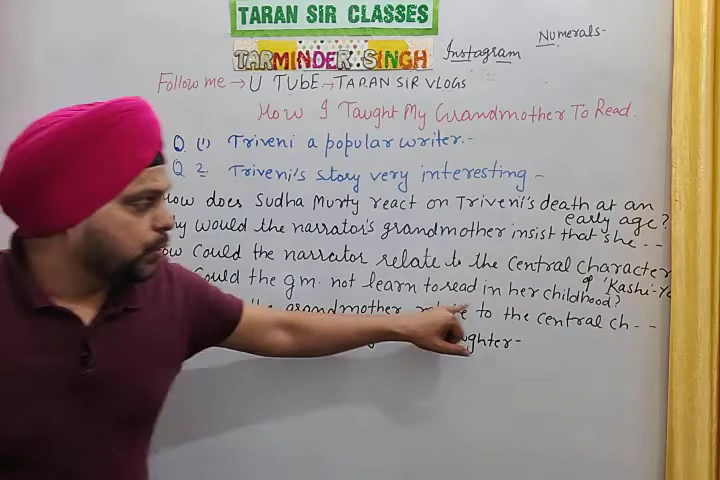 TARAN SIR CLASSES
TARMINDER SINGH Instagram Numerals-
Follow me → U TUbE → TARAN SIR VLOGS
How I Taught My Grandmother To Read.
Q (1) Triveni a popular writer.-
Q 2. Triveni's story very interesting -
How does Sudha Murty react on Triveni's death at an early age?
would the narrator's grandmother insist that she - -
Could the narrator relate to the central character of 'Kashi-Y
Could the gm. not learn to read in her childhood?
grandmother to the central ch- -